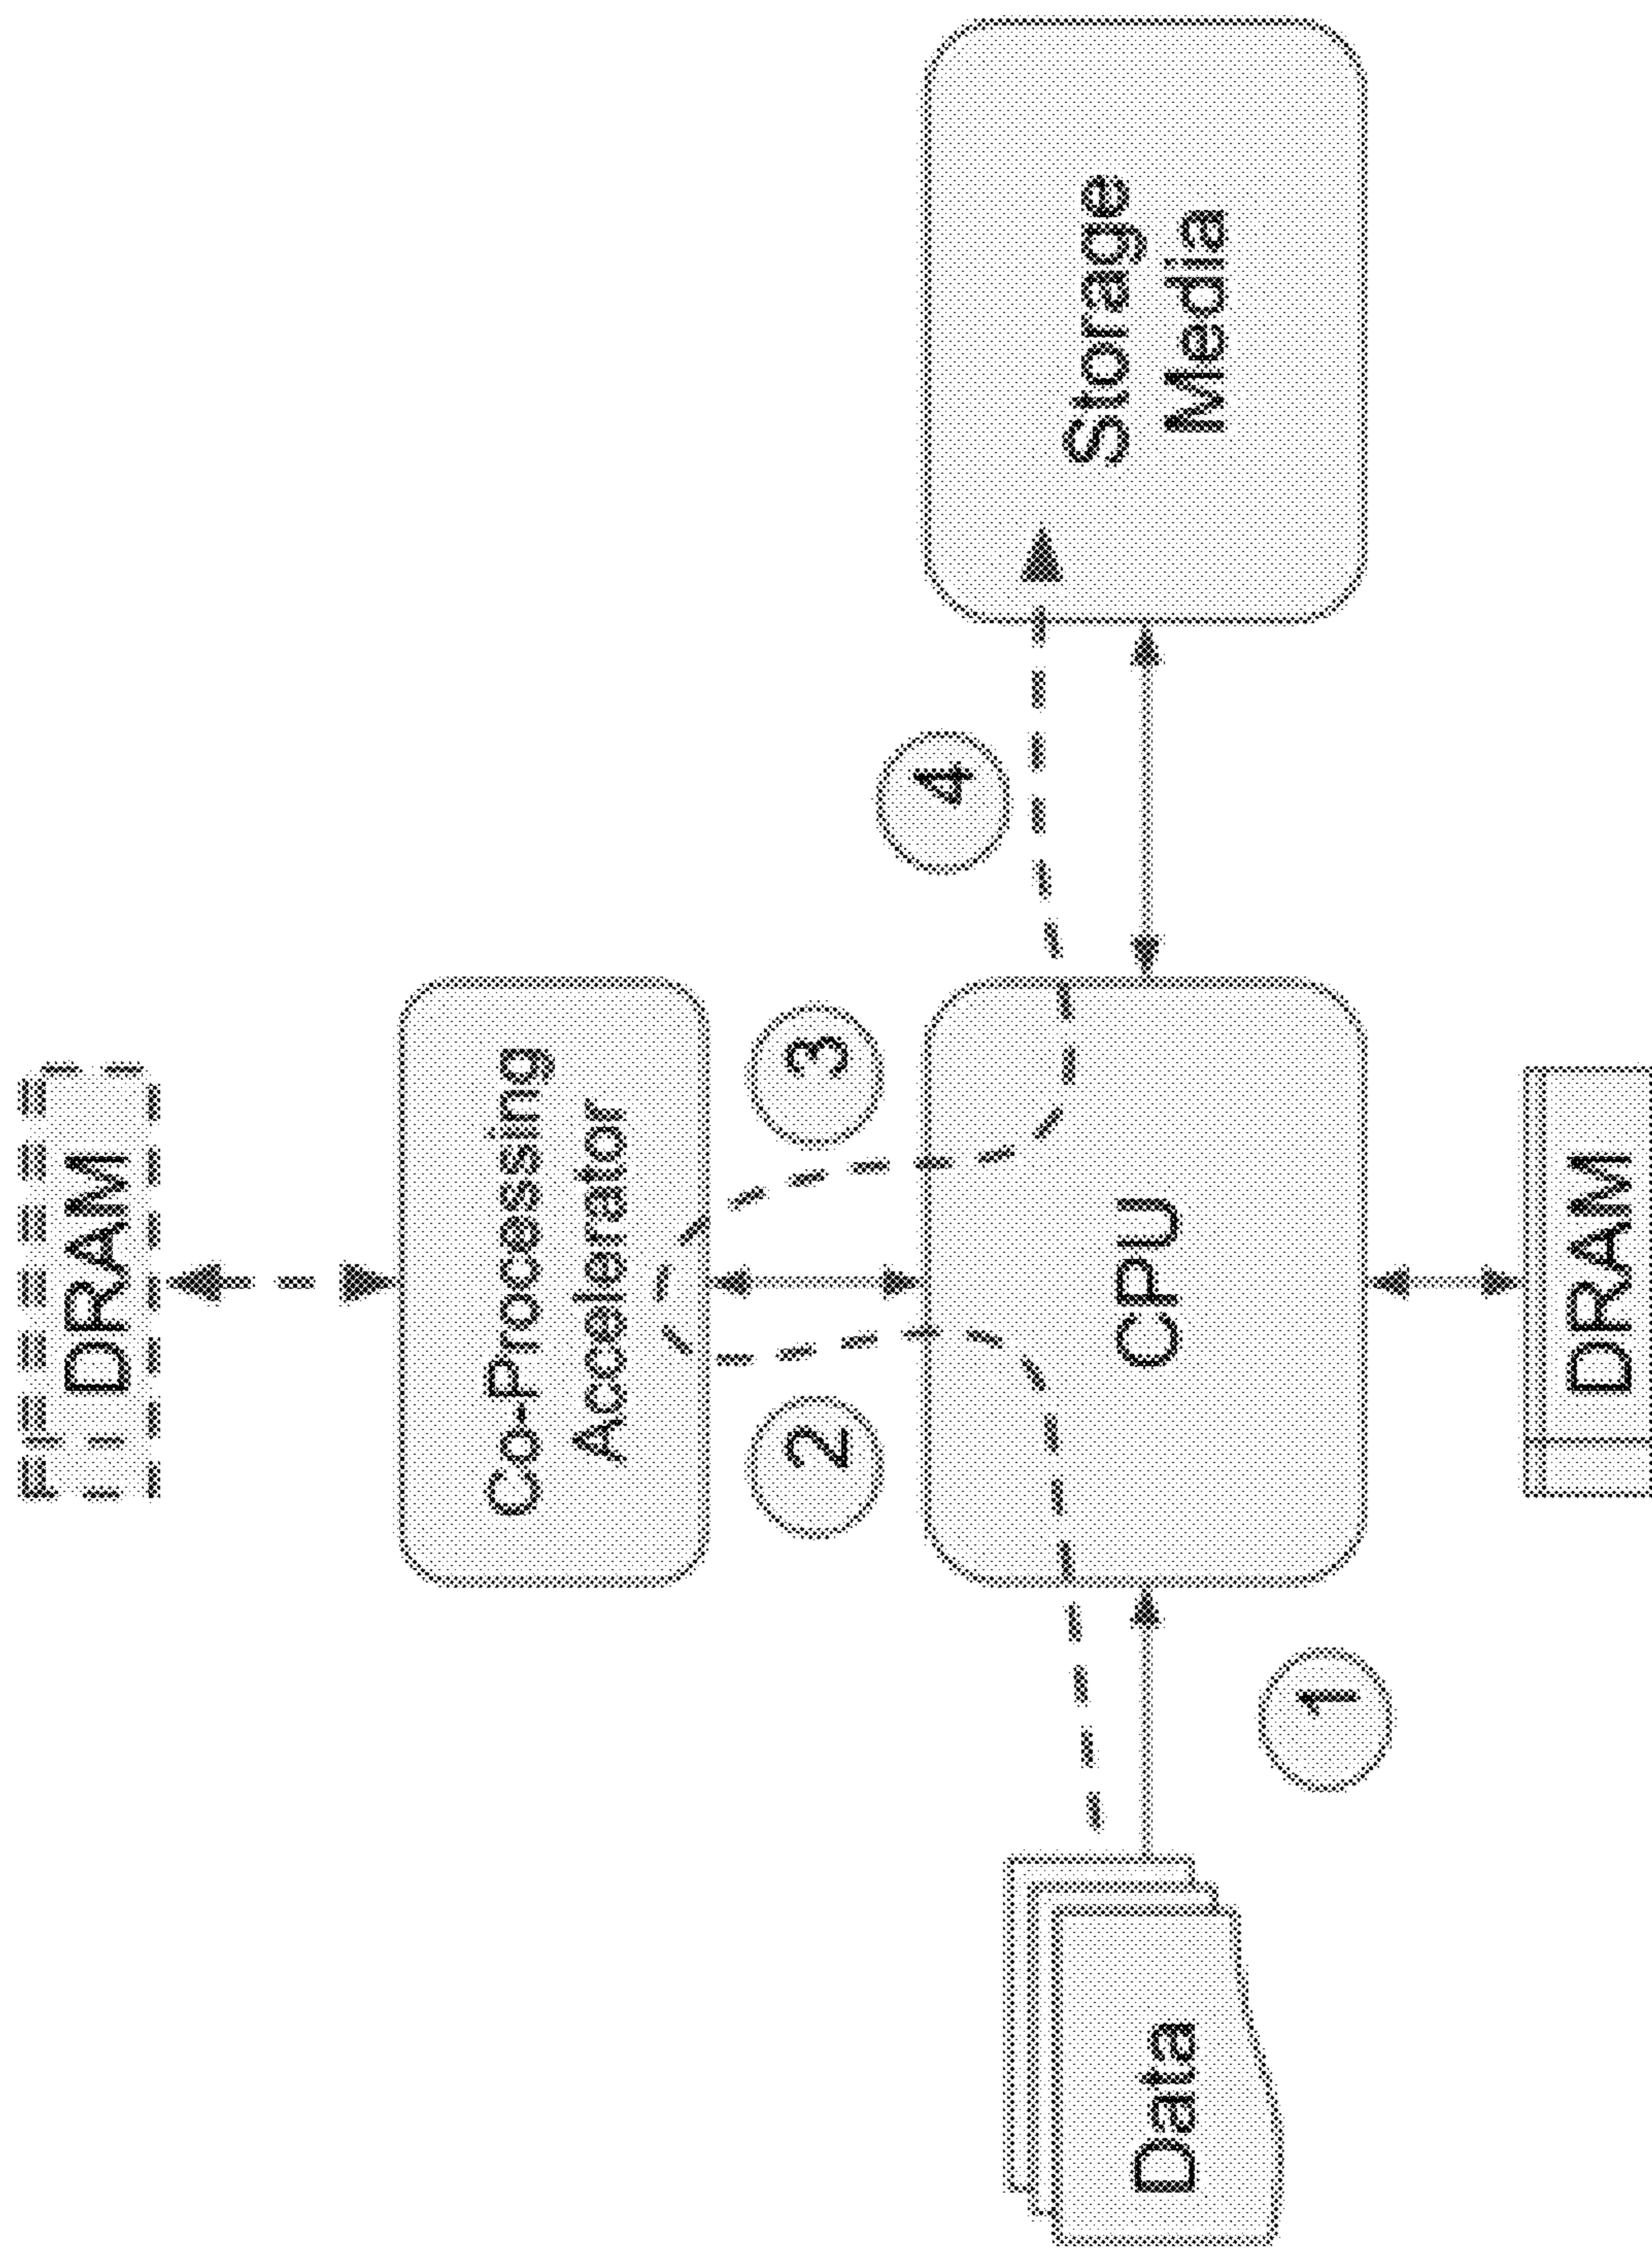 DRAM
Co-Processing
Accelerator
2
3
4
Data
1
CPU
Storage
Media
DRAM